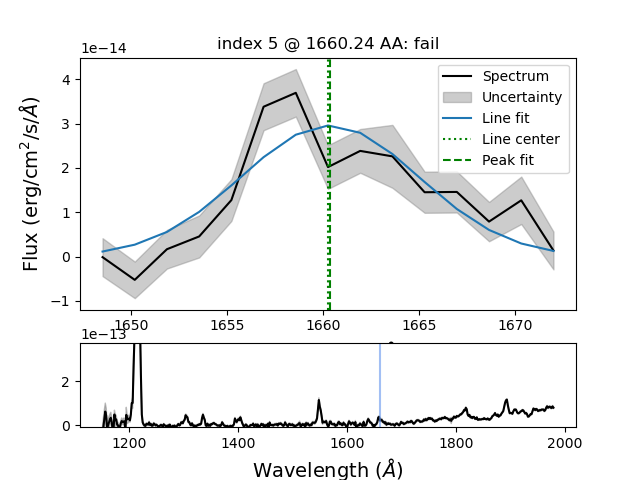 index 5 @ 1660.24 AA: fail
1e−14
4
3
2
1
0
−1
Flux (erg/cm²/s/Å)
Spectrum
Uncertainty
Line fit
Line center
Peak fit
1650 1655 1660 1665 1670
1e−13
2
0
1200 1400 1600 1800 2000
Wavelength (Å)